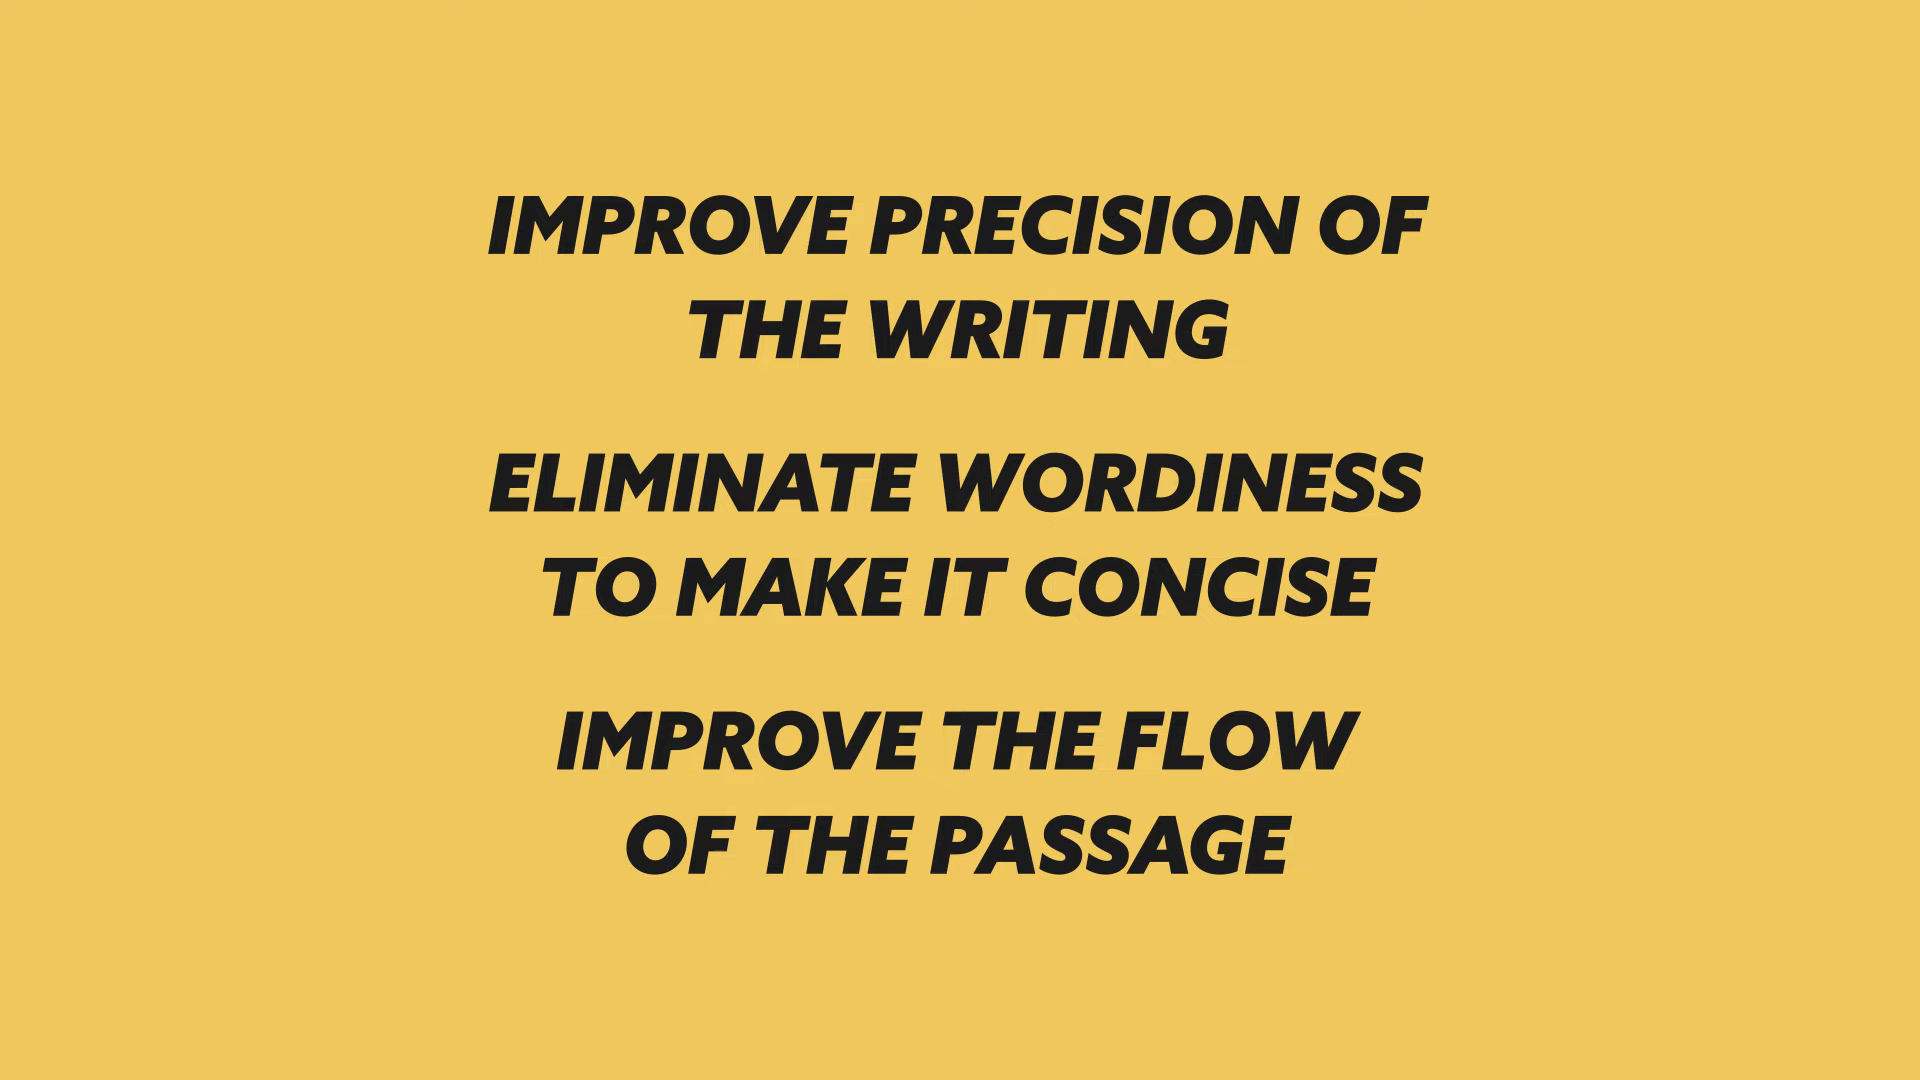 IMPROVE PRECISION OF
THE WRITING
ELIMINATE WORDINESS
TO MAKE IT CONCISE
IMPROVE THE FLOW
OF THE PASSAGE